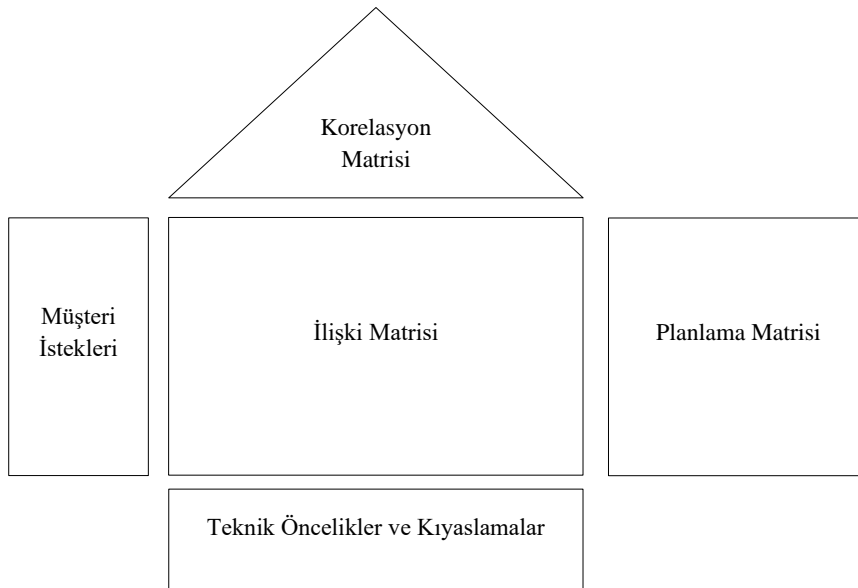 Korelasyon
Matrisi
Müşteri
İstekleri
İlişki Matrisi
Planlama Matrisi
Teknik Öncelikler ve Kıyaslamalar